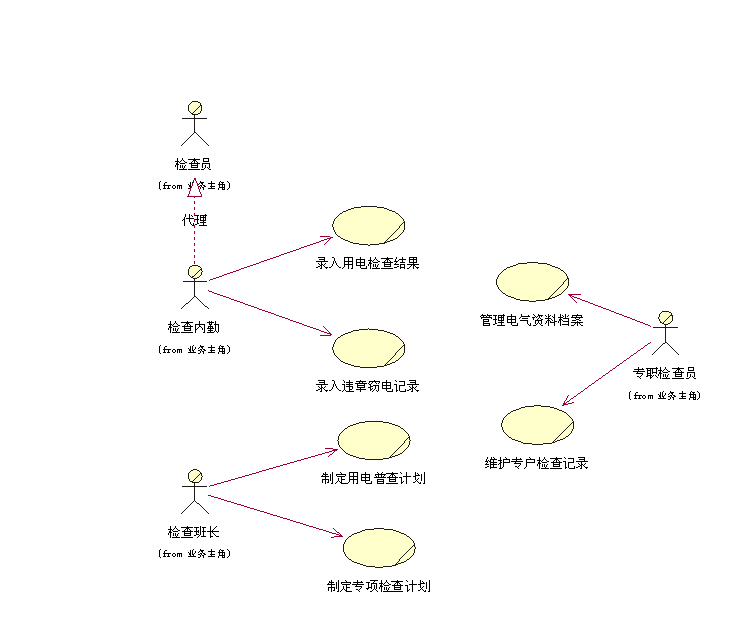 检查员
(from 业务主角)
代理
录入用电检查结果
检查内勤
(from 业务主角)
录入违章窃电记录
管理电气资料档案
专职检查员
(from 业务主角)
维护专户检查记录
制定用电普查计划
检查班长
(from 业务主角)
制定专项检查计划